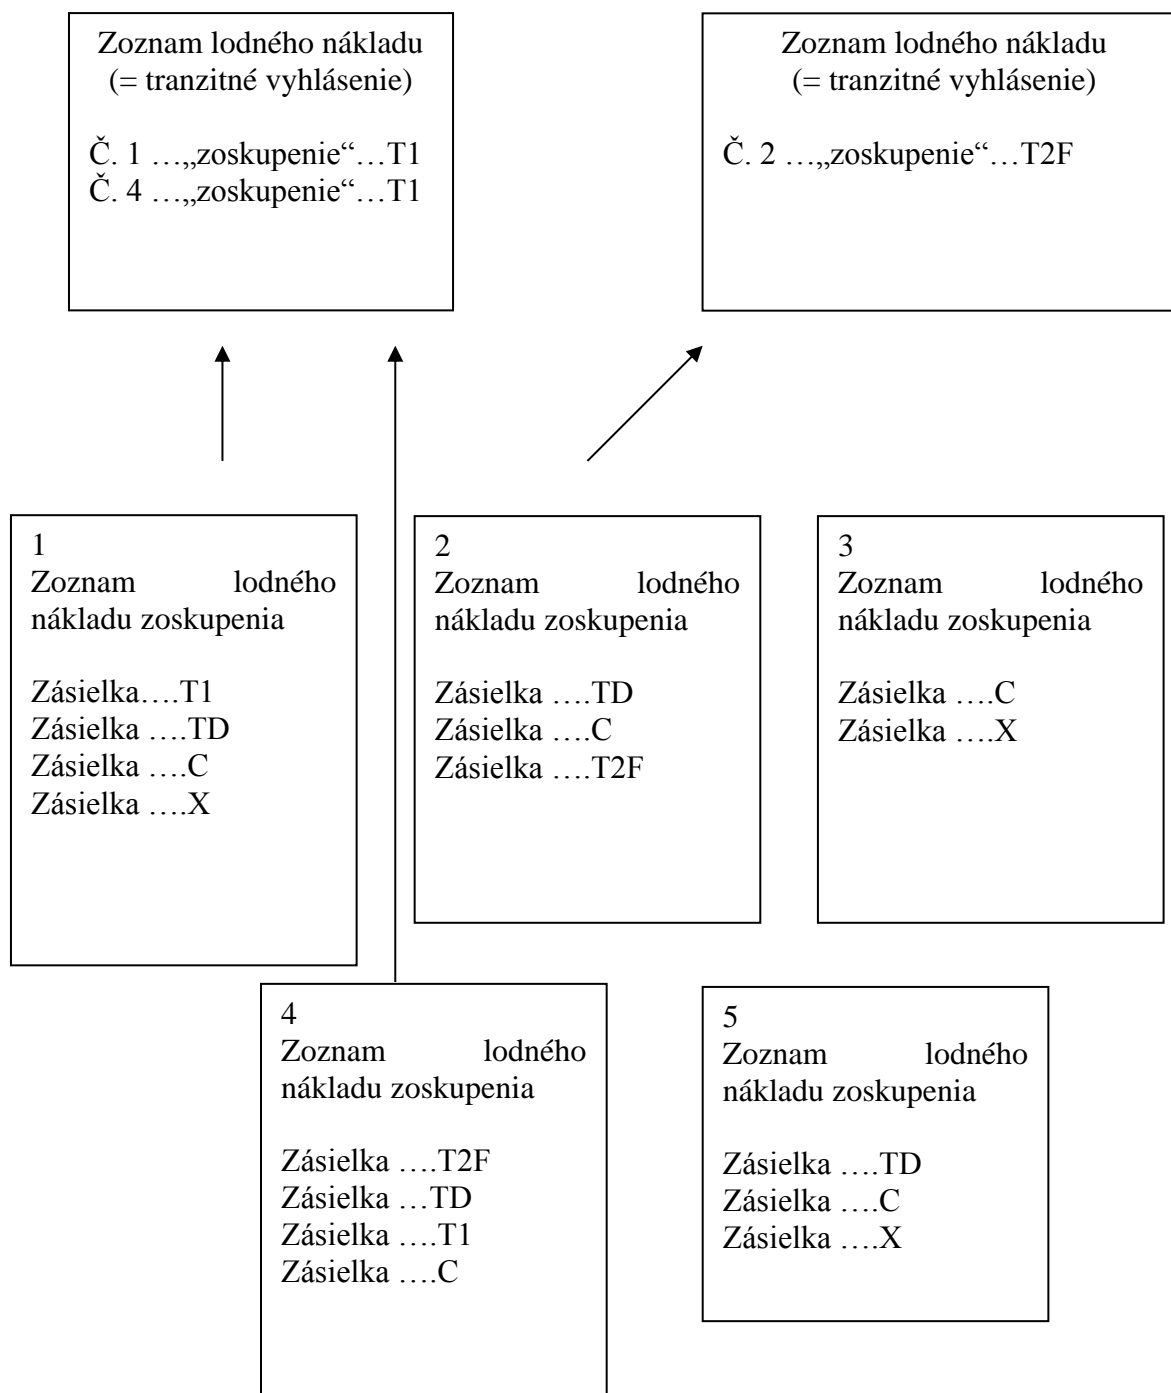 Zoznam lodného nákladu
(= tranzitné vyhlásenie)
Č. 1 …„zoskupenie“…T1
Č. 4 …„zoskupenie“…T1
Zoznam lodného nákladu
(= tranzitné vyhlásenie)
Č. 2 …„zoskupenie“…T2F
1
Zoznam lodného
nákladu zoskupenia
Zásielka….T1
Zásielka ….TD
Zásielka ….C
Zásielka ….X
2
Zoznam lodného
nákladu zoskupenia
Zásielka ….TD
Zásielka ….C
Zásielka ….T2F
3
Zoznam lodného
nákladu zoskupenia
Zásielka ….C
Zásielka ….X
4
Zoznam lodného
nákladu zoskupenia
Zásielka ….T2F
Zásielka …TD
Zásielka ….T1
Zásielka ….C
5
Zoznam lodného
nákladu zoskupenia
Zásielka ….TD
Zásielka ….C
Zásielka ….X